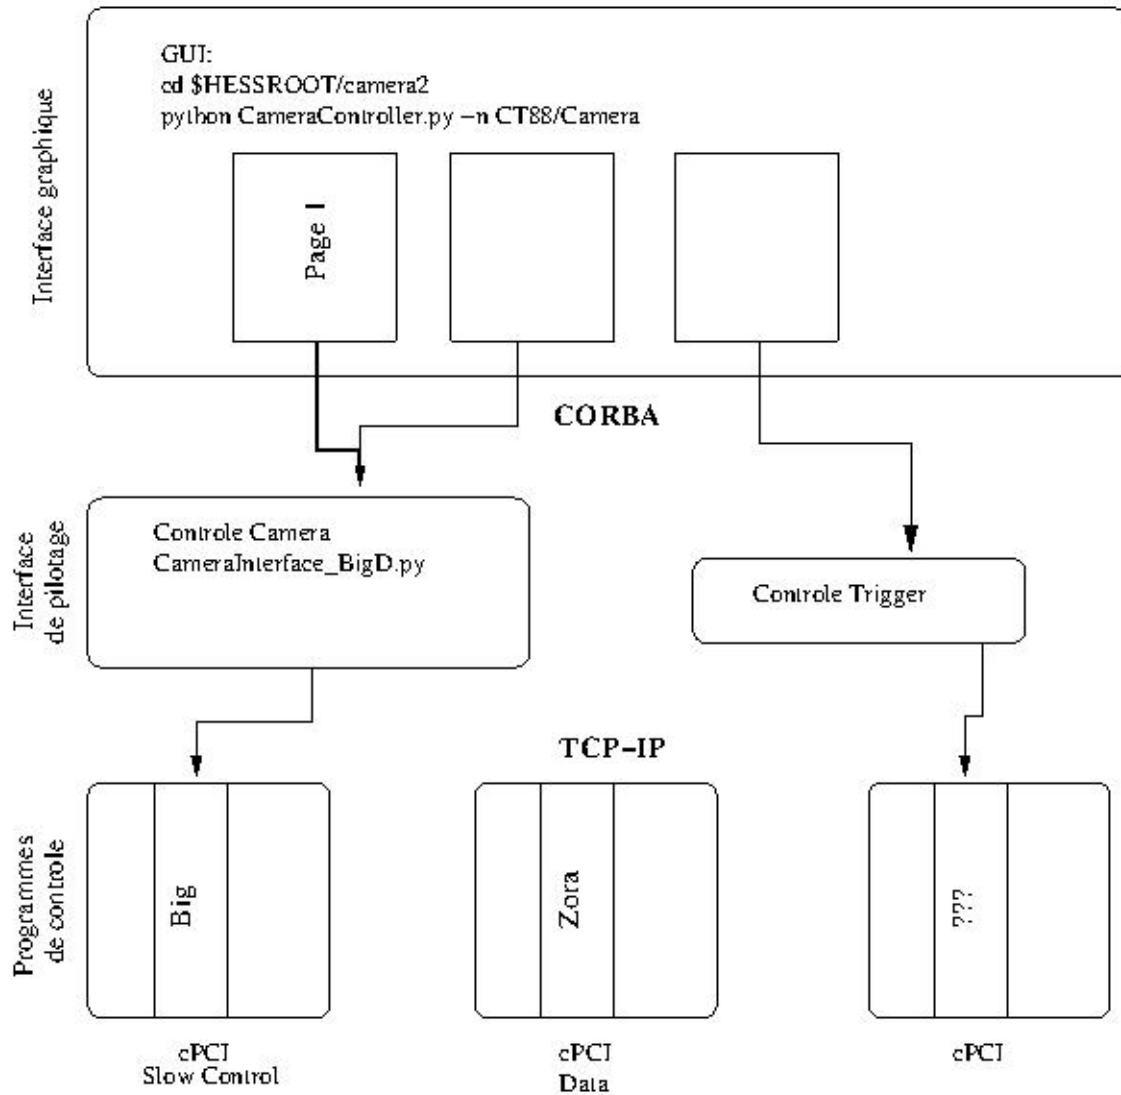 GUI:
cd $HESSROOT/camera2
python CameraController.py –n CT88/Camera
Interface graphique
Page 1
CORBA
Interface
de pilotage
Controle Camera
CameraInterface_BigD.py
Controle Trigger
TCP–IP
Programmes
de controle
Big
Zora
???
cPCI
Slow Control
cPCI
Data
cPCI